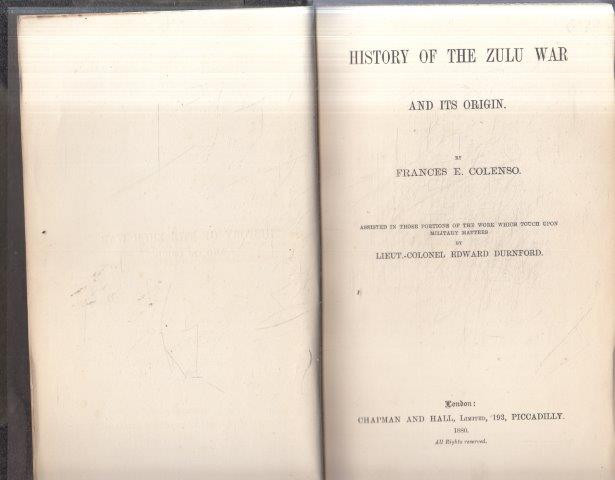 HISTORY OF THE ZULU WAR
AND ITS ORIGIN.
BY
FRANCES E. COLENSO.
ASSISTED IN THOSE PORTIONS OF THE WORK WHICH TOUCH UPON
MILITARY MATTERS
BY
LIEUT.-COLONEL EDWARD DURNFORD.
London:
CHAPMAN AND HALL, LIMITED, 193, PICCADILLY.
1880.
All Rights reserved.